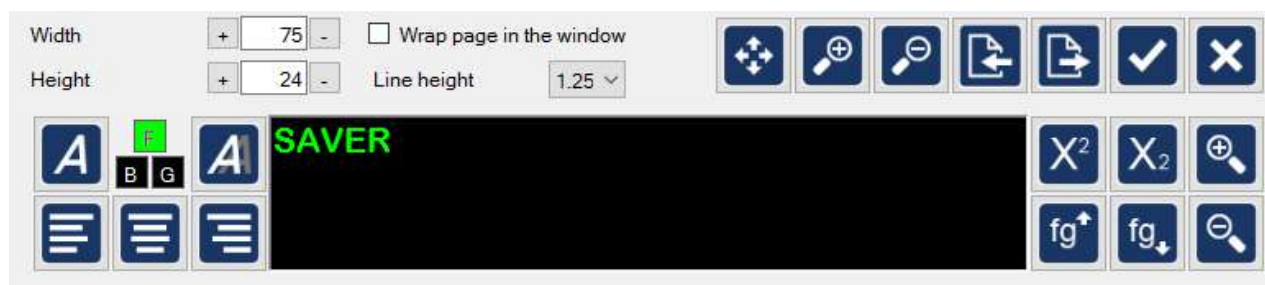 Width + 75 - Wrap page in the window
Height + 24 - Line height 1.25
A F B G A SAVER X² X₂
fg fg